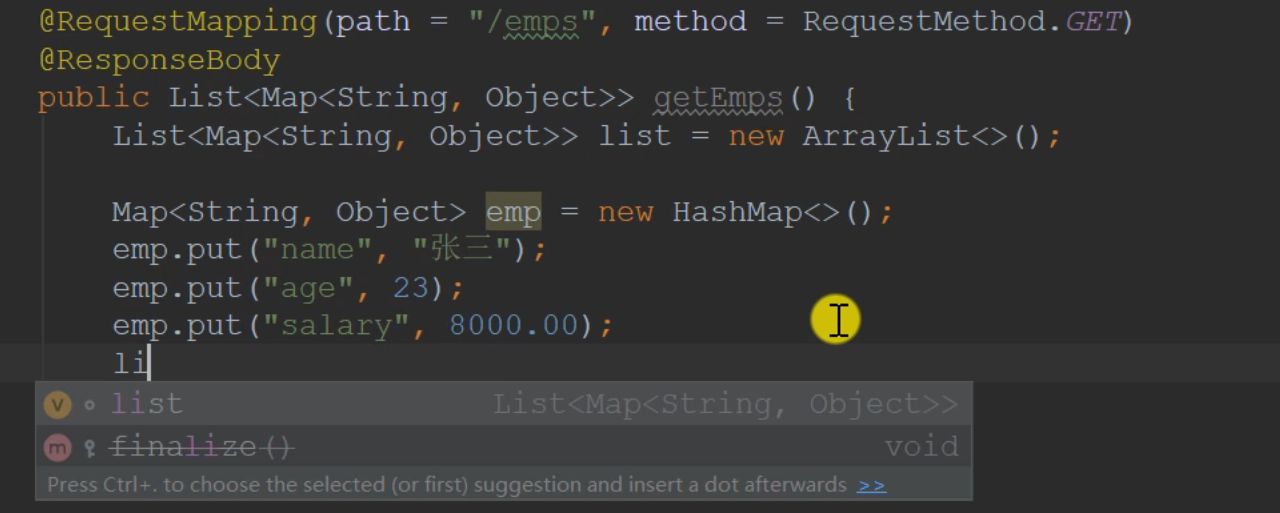 @RequestMapping(path = "/emps", method = RequestMethod.GET)
@ResponseBody
public List<Map<String, Object>> getEmps() {
List<Map<String, Object>> list = new ArrayList<>();
Map<String, Object> emp = new HashMap<>();
emp.put("name", "张三");
emp.put("age", 23);
emp.put("salary", 8000.00);
li
v list List<Map<String, Object>>
m finalize() void
Press Ctrl+. to choose the selected (or first) suggestion and insert a dot afterwards >>